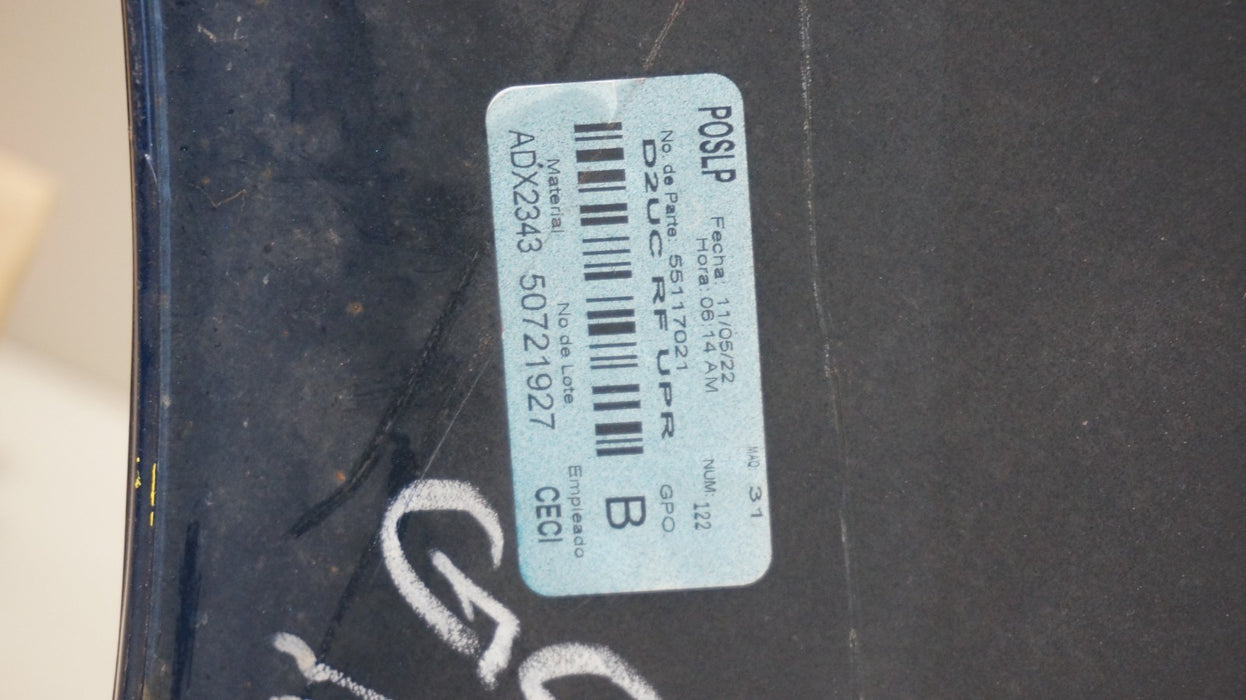 MAQ: 31
POSLP Fecha: 11/05/22 NUM: 122
Hora: 06:14 AM
No. de Parte: 55117021 GPO
D2UC RF UPR B
Material No de Lote Empleado
ADX2343 50721927 CECI